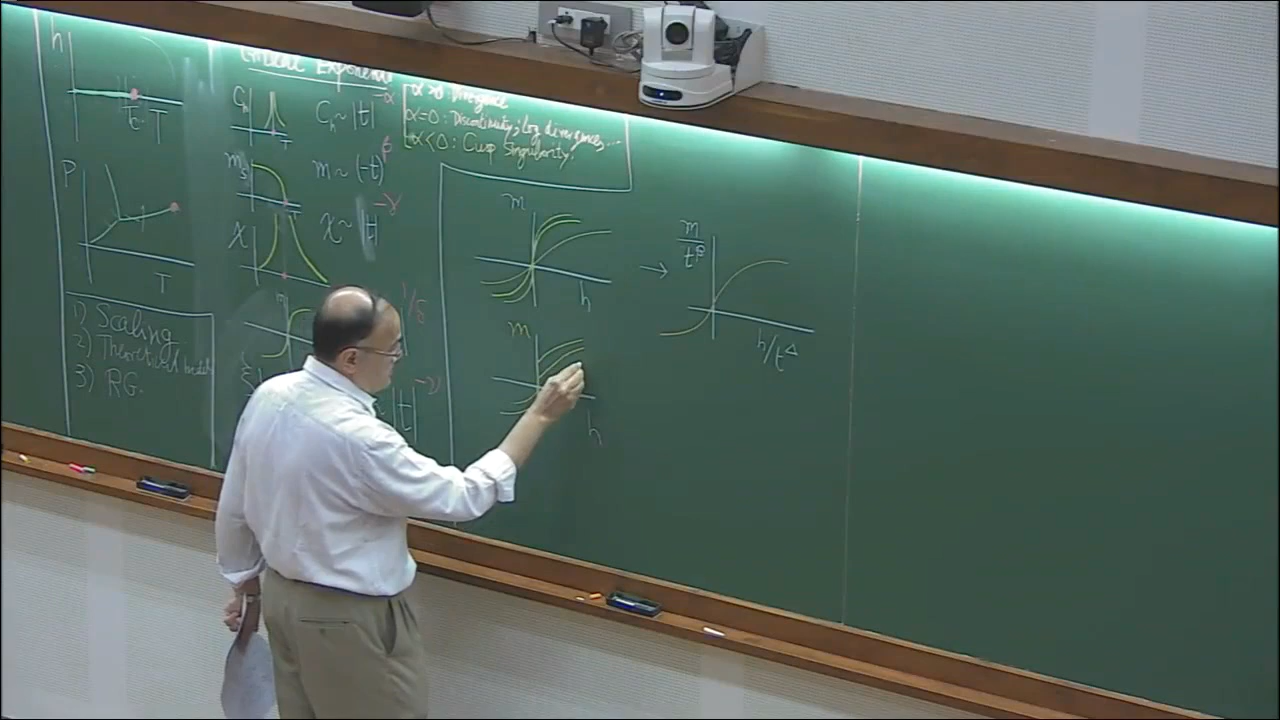 h
T_c T
P
T
1) Scaling
2) Theoretical
3) RG.
Critical Exponents
C_h
T
C_h ~ |t|^{-α}
α>0 : Divergence
α=0 : Discontinuity, log divergence, ...
α<0 : Cusp Singularity.
m_s
m ~ (-t)^β
χ
χ ~ |t|^{-γ}
1/δ
ξ
|t|^{-ν}
m
h
→
m/t^β
h/t^Δ
m
h